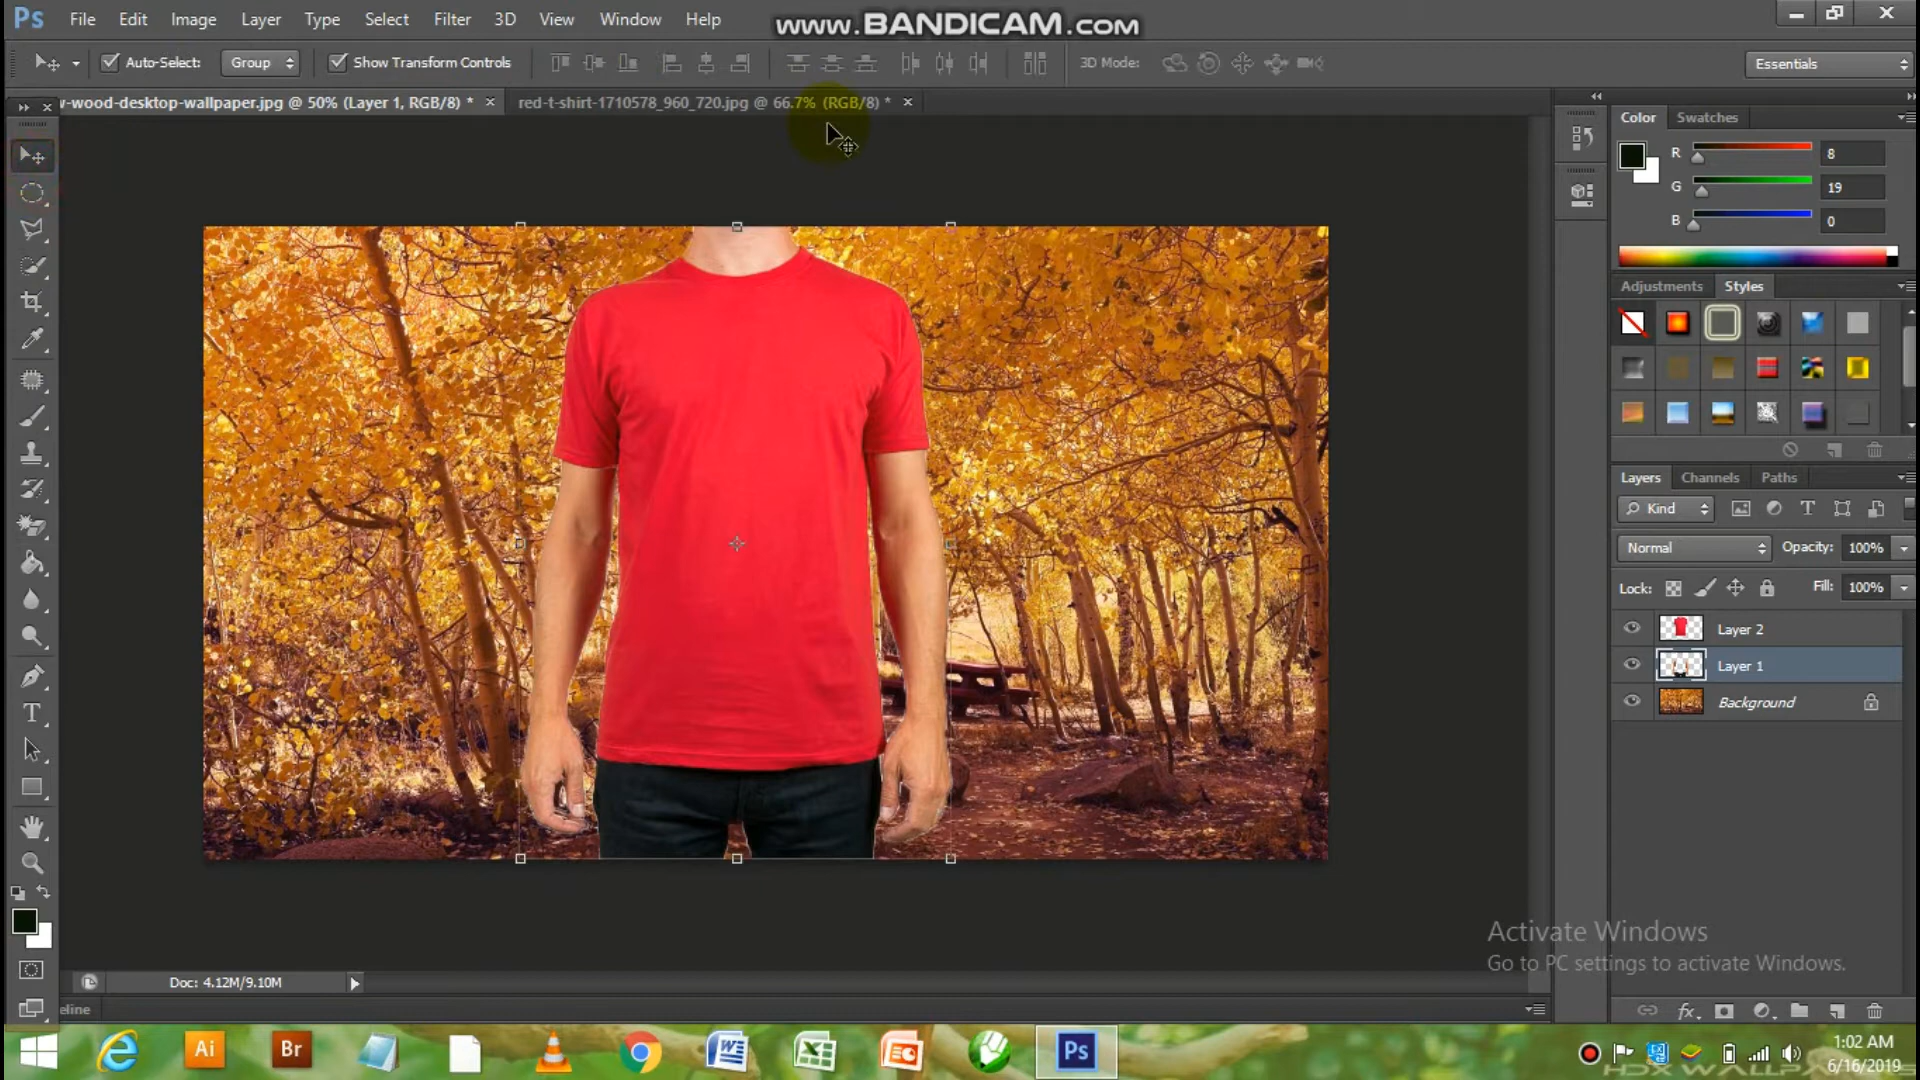 Ps File Edit Image Layer Type Select Filter 3D View Window Help
www.BANDICAM.com
Auto-Select: Group Show Transform Controls 3D Mode: Essentials
w-wood-desktop-wallpaper.jpg @ 50% (Layer 1, RGB/8) * × red-t-shirt-1710578_960_720.jpg @ 66.7% (RGB/8) * ×
Color Swatches
R 8
G 19
B 0
Adjustments Styles
Layers Channels Paths
Kind
Normal Opacity: 100%
Lock: Fill: 100%
Layer 2
Layer 1
Background
T
Activate Windows
Go to PC settings to activate Windows.
Doc: 4.12M/9.10M
eline
fx
Ai Br Ps
1:02 AM
6/16/2019
HDX WALLPA